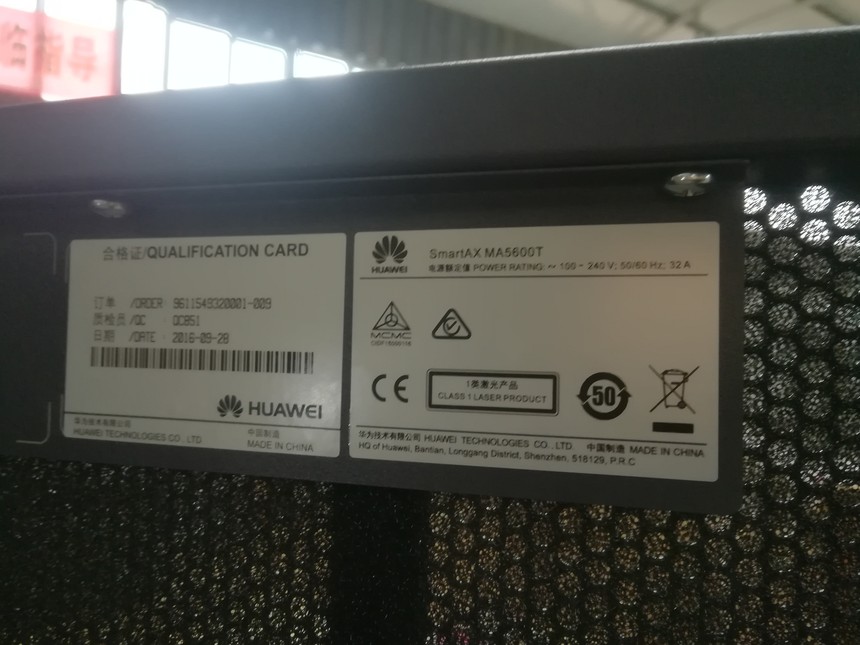 指导
合格证/QUALIFICATION CARD
订单 /ORDER 9611549320001-009
质检员/QC : QC851
日期 /DATE : 2016-09-28
HUAWEI
华为技术有限公司
HUAWEI TECHNOLOGIES CO., LTD
中国制造
MADE IN CHINA
HUAWEI
SmartAX MA5600T
电源额定值 POWER RATING: ~ 100 - 240 V; 50/60 Hz; 32 A
MCMC
CE
1类激光产品
CLASS 1 LASER PRODUCT
50
华为技术有限公司 HUAWEI TECHNOLOGIES CO., LTD 中国制造 MADE IN CHINA
HQ of Huawei, Bantian, Longgang District, Shenzhen, 518129, P.R.C